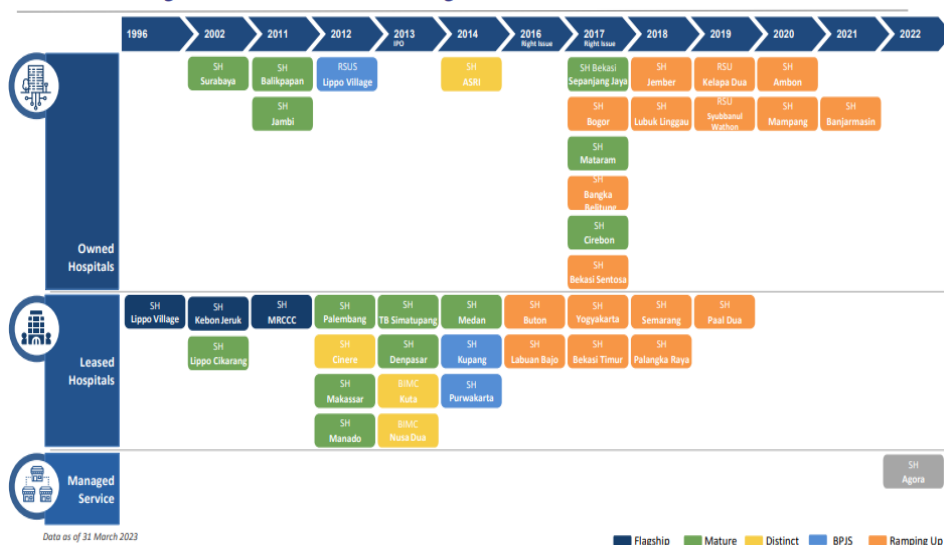 1996
2002
2011
2012
2013
IPO
2014
2016
Right Issue
2017
Right Issue
2018
2019
2020
2021
2022
Owned
Hospitals
SH
Surabaya
SH
Balikpapan
RSUS
Lippo Village
SH
ASRI
SH Bekasi
Sepanjang Jaya
SH
Jember
RSU
Kelapa Dua
SH
Ambon
SH
Jambi
SH
Bogor
SH
Lubuk Linggau
RSU
Syubbanul
Wathon
SH
Mampang
SH
Banjarmasin
SH
Mataram
SH
Bangka
Belitung
SH
Cirebon
SH
Bekasi Sentosa
Leased
Hospitals
SH
Lippo Village
SH
Kebon Jeruk
SH
MRCCC
SH
Palembang
SH
TB Simatupang
SH
Medan
SH
Buton
SH
Yogyakarta
SH
Semarang
SH
Paal Dua
SH
Lippo Cikarang
SH
Cinere
SH
Denpasar
SH
Kupang
SH
Labuan Bajo
SH
Bekasi Timur
SH
Palangka Raya
SH
Makassar
BIMC
Kuta
SH
Purwakarta
SH
Manado
BIMC
Nusa Dua
Managed
Service
SH
Agora
Data as of 31 March 2023
Flagship
Mature
Distinct
BPJS
Ramping Up